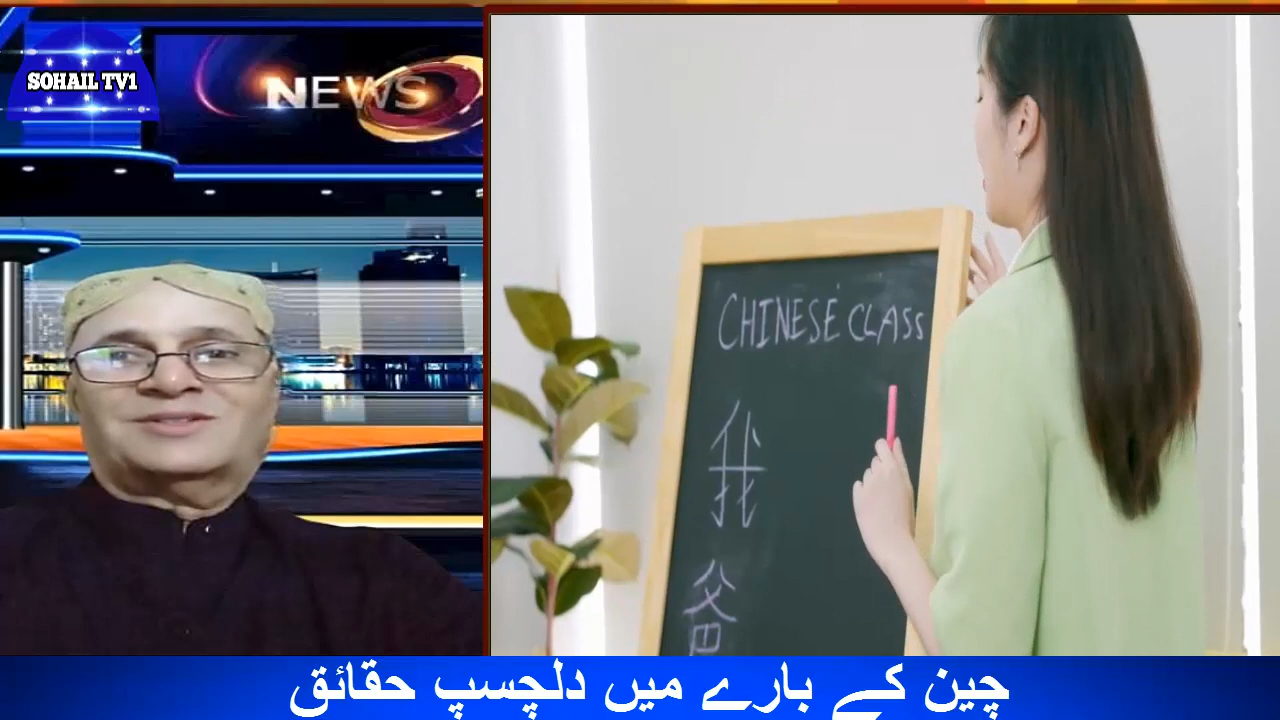 SOHAIL TV1
NEWS
CHINESE CLASS
我
爸
چین کے بارے میں دلچسپ حقائق